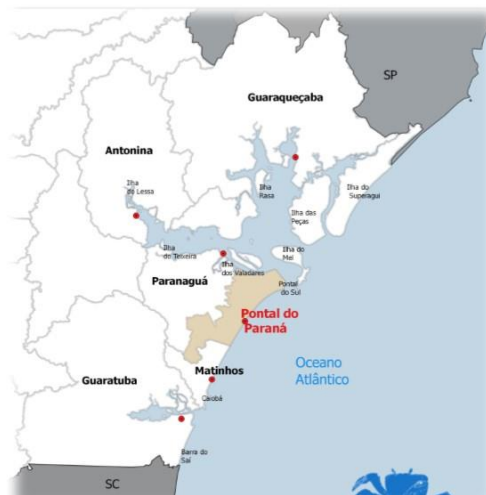 SP
Guaraqueçaba
Antonina
Ilha
do Lessa
Ilha
Rasa
Ilha do
Superagui
Ilha das
Peças
Ilha
do Teixeira
Ilha do
Mel
Ilha
dos Valadares
Paranaguá
Pontal
do Sul
Pontal do
Paraná
Matinhos
Oceano
Atlântico
Guaratuba
Caiobá
Barra do
Saí
SC